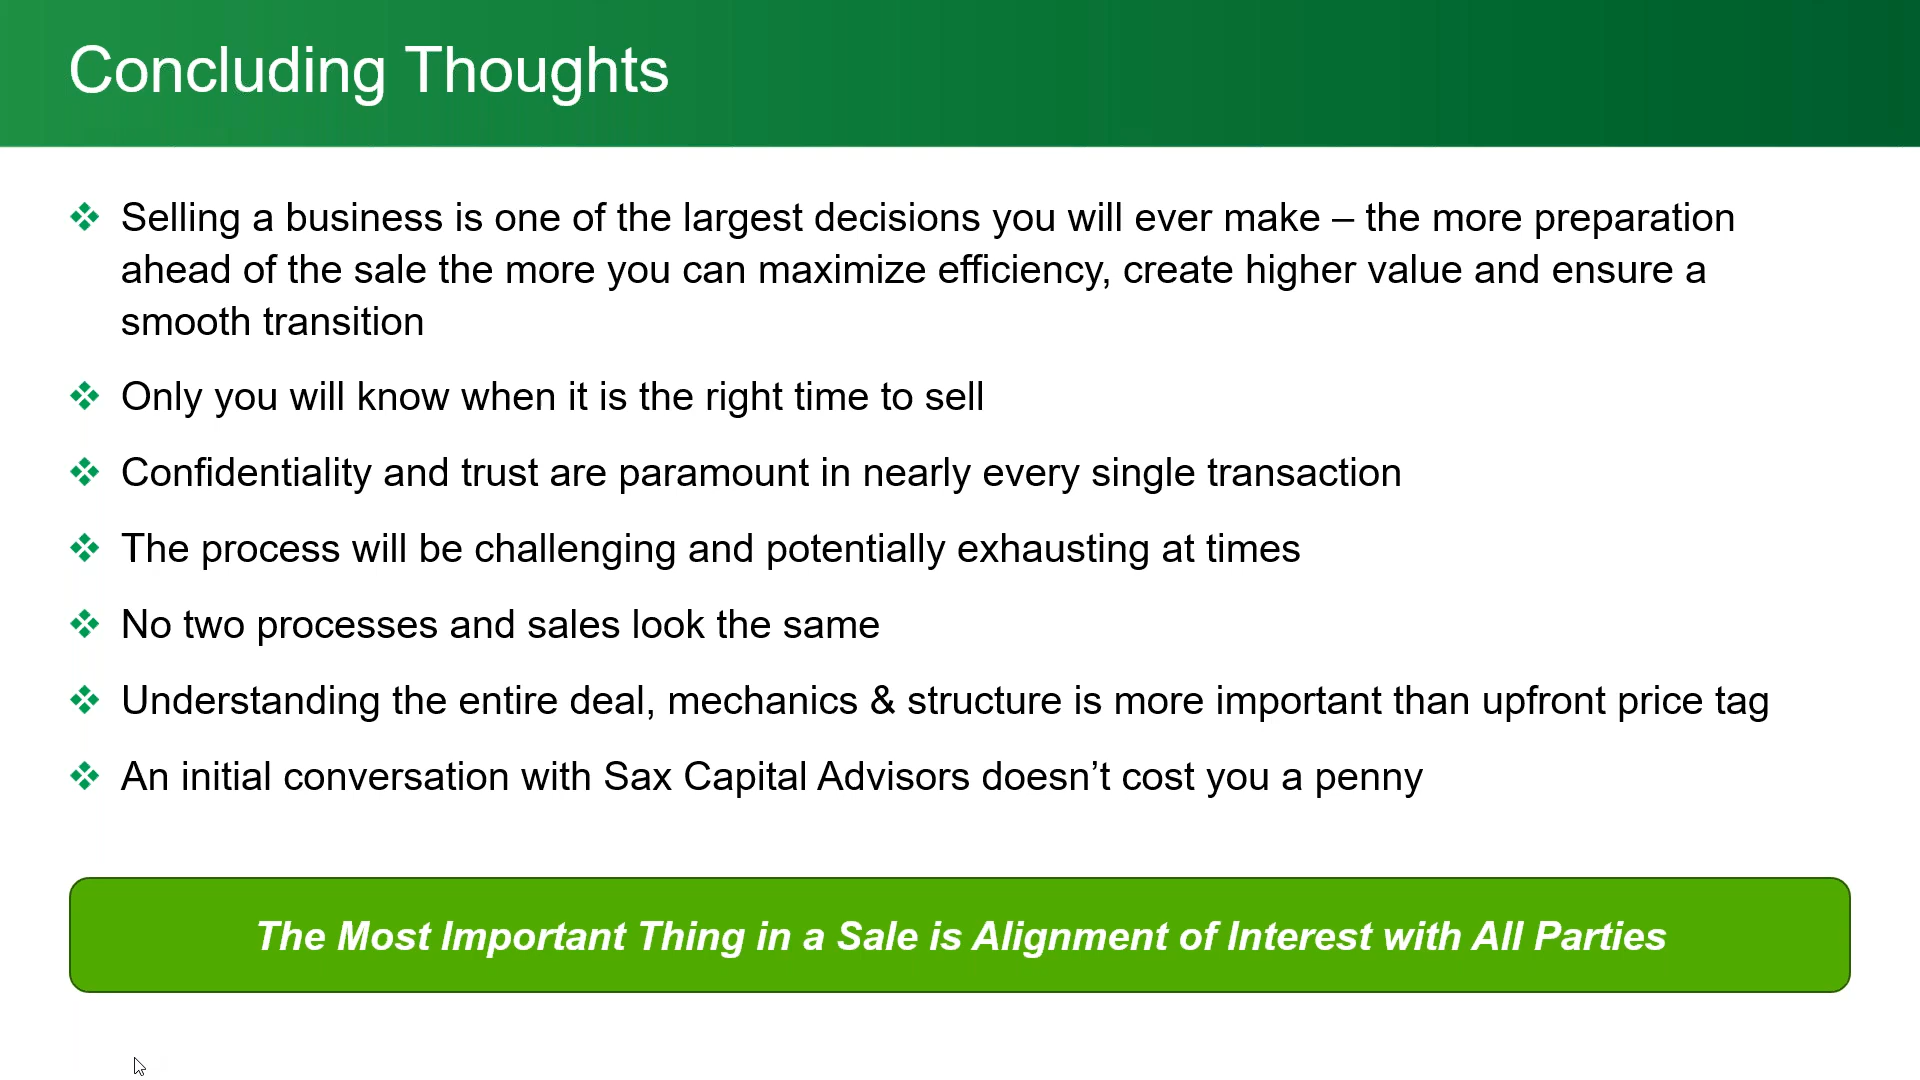 Concluding Thoughts
Selling a business is one of the largest decisions you will ever make – the more preparation
ahead of the sale the more you can maximize efficiency, create higher value and ensure a
smooth transition
Only you will know when it is the right time to sell
Confidentiality and trust are paramount in nearly every single transaction
The process will be challenging and potentially exhausting at times
No two processes and sales look the same
Understanding the entire deal, mechanics & structure is more important than upfront price tag
An initial conversation with Sax Capital Advisors doesn’t cost you a penny
The Most Important Thing in a Sale is Alignment of Interest with All Parties